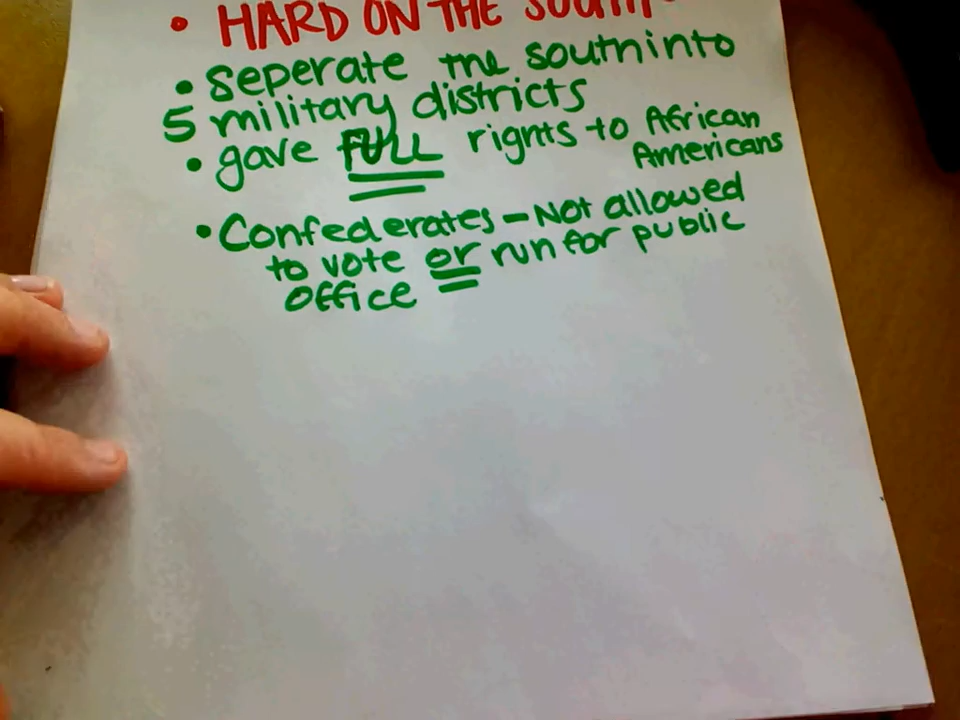 • HARD ON THE SOUTH
• seperate the south into
5 military districts
• gave FULL rights to African
Americans
• Confederates - Not allowed
to vote or run for public
office